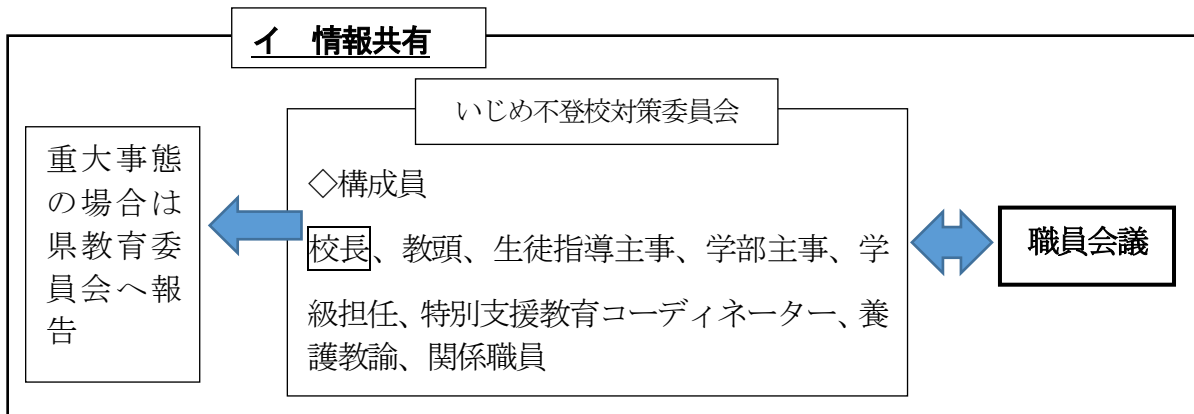 イ　情報共有
いじめ不登校対策委員会
重大事態
の場合は
県教育委
員会へ報
告
◇構成員
校長、教頭、生徒指導主事、学部主事、学
級担任、特別支援教育コーディネーター、養
護教諭、関係職員
職員会議